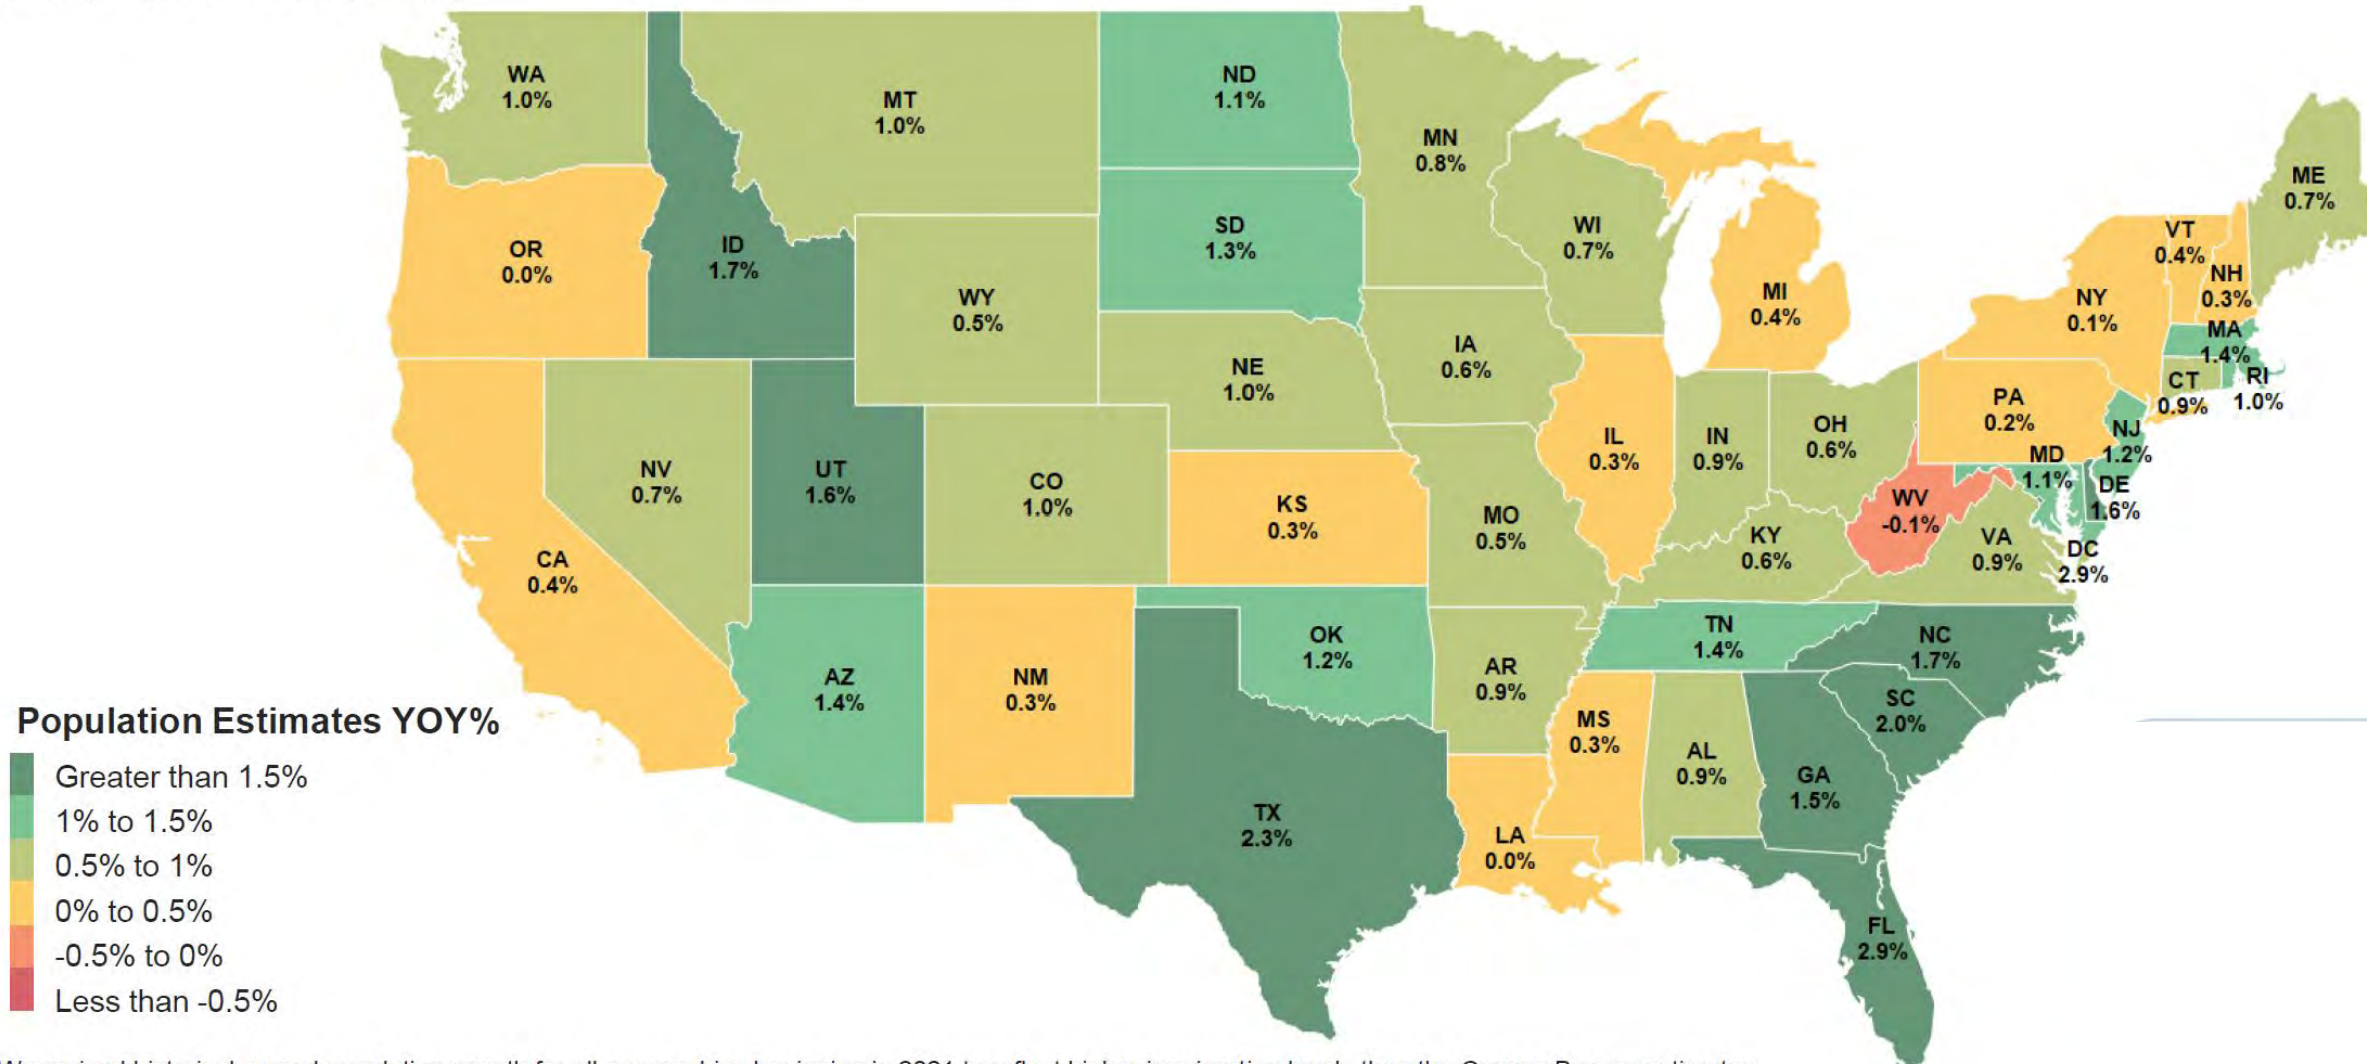 WA
1.0%
MT
1.0%
ND
1.1%
MN
0.8%
ME
0.7%
OR
0.0%
ID
1.7%
WY
0.5%
SD
1.3%
WI
0.7%
MI
0.4%
VT
0.4%
NH
0.3%
NY
0.1%
MA
1.4%
CT
0.9%
RI
1.0%
NE
1.0%
IA
0.6%
PA
0.2%
NJ
1.2%
NV
0.7%
UT
1.6%
CO
1.0%
KS
0.3%
MO
0.5%
IL
0.3%
IN
0.9%
OH
0.6%
MD
1.1%
DE
1.6%
WV
-0.1%
VA
0.9%
DC
2.9%
KY
0.6%
CA
0.4%
AZ
1.4%
NM
0.3%
OK
1.2%
AR
0.9%
TN
1.4%
NC
1.7%
SC
2.0%
MS
0.3%
AL
0.9%
GA
1.5%
TX
2.3%
LA
0.0%
FL
2.9%
Population Estimates YOY%
Greater than 1.5%
1% to 1.5%
0.5% to 1%
0% to 0.5%
-0.5% to 0%
Less than -0.5%